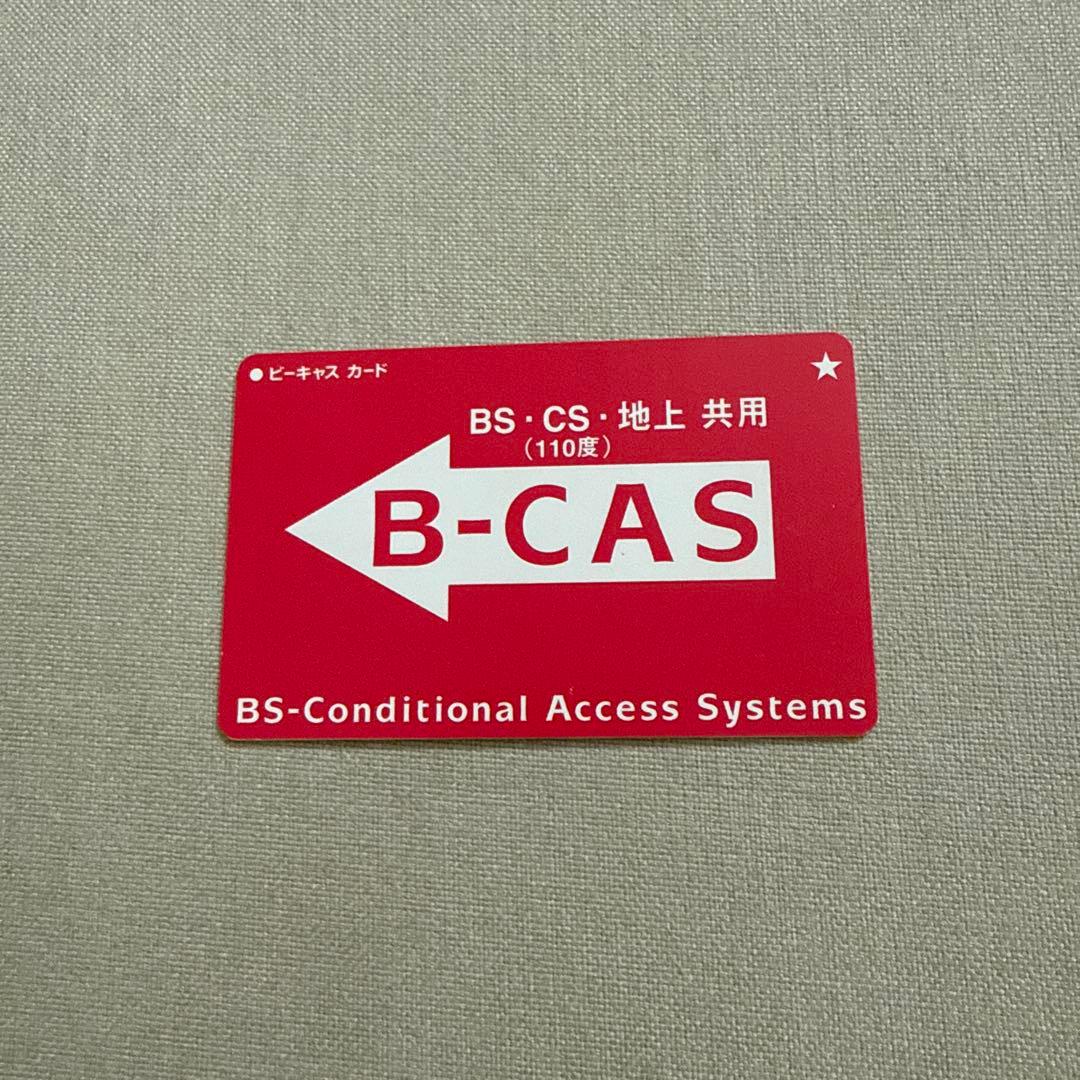 ●ビーキャス カード
★
BS・CS・地上 共用
（110度）
B-CAS
BS-Conditional Access Systems